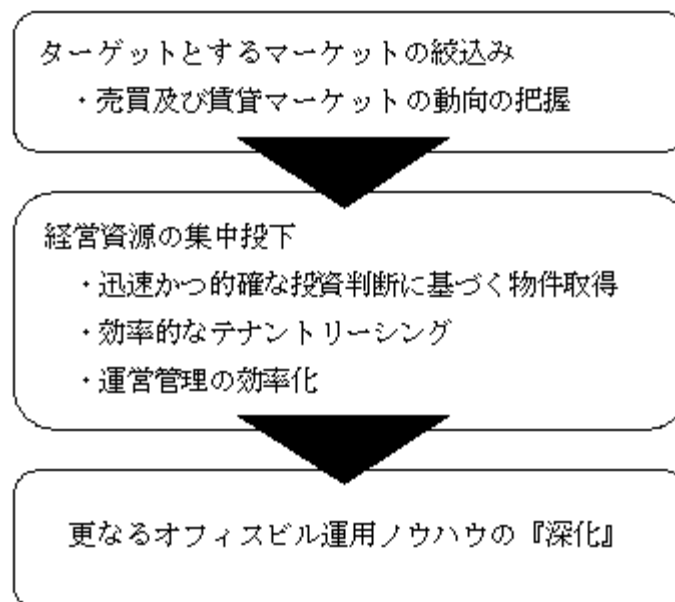 ターゲットとするマーケットの絞込み
・売買及び賃貸マーケットの動向の把握
経営資源の集中投下
・迅速かつ的確な投資判断に基づく物件取得
・効率的なテナントリーシング
・運営管理の効率化
更なるオフィスビル運用ノウハウの『深化』